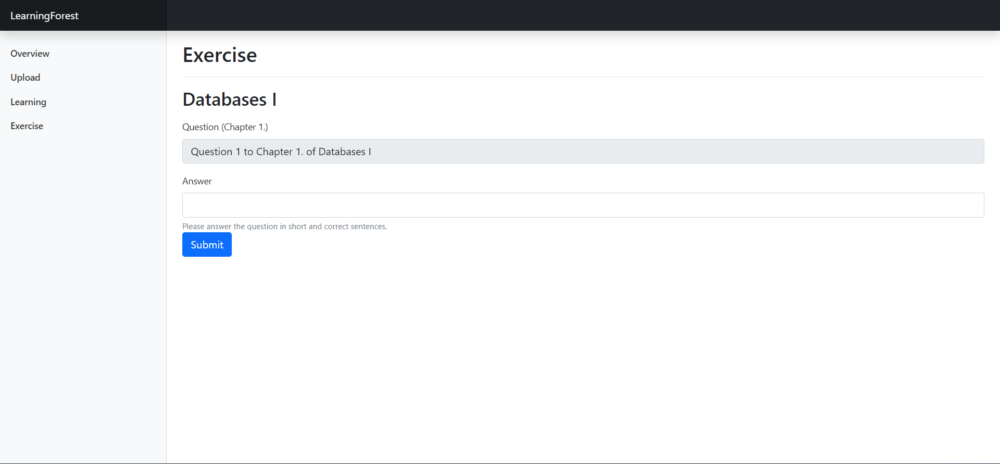 LearningForest
Overview
Upload
Learning
Exercise
Exercise
Databases I
Question (Chapter 1.)
Question 1 to Chapter 1. of Databases I
Answer
Please answer the question in short and correct sentences.
Submit